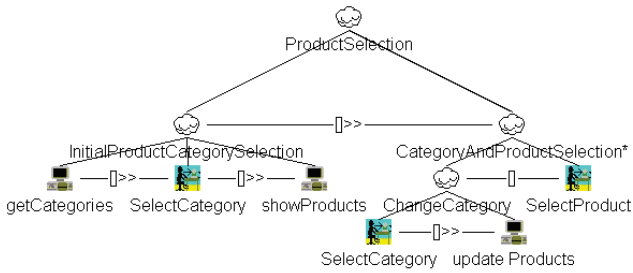 ProductSelection
[]>>
InitialProductCategorySelection CategoryAndProductSelection*
[]>> []>> []
getCategories SelectCategory showProducts ChangeCategory SelectProduct
[]>>
SelectCategory update Products